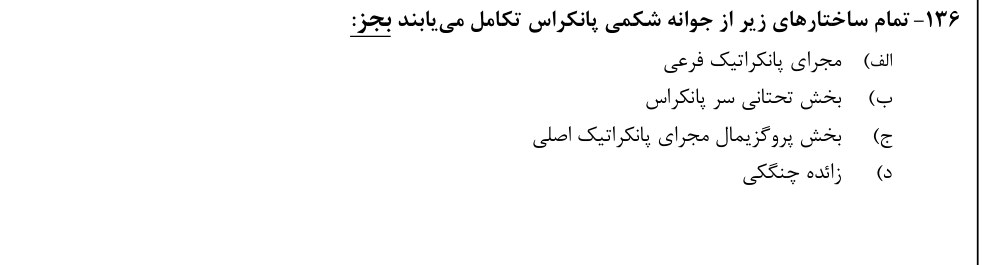 ۱۳۶- تمام ساختارهای زیر از جوانه شکمی پانکراس تکامل می‌یابند بجز:
الف) مجرای پانکراتیک فرعی
ب) بخش تحتانی سر پانکراس
ج) بخش پروگزیمال مجرای پانکراتیک اصلی
د) زائده چنگکی